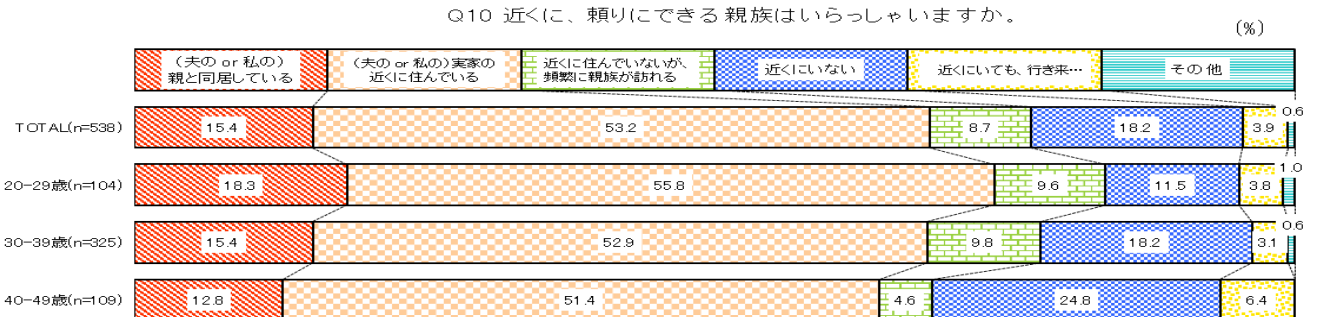 Q10 近くに、頼りにできる親族はいらっしゃいますか。
(%)
(夫の or 私の)
親と同居している
(夫の or 私の)実家の
近くに住んでいる
近くに住んでいないが、
頻繁に親族が訪れる
近くにいない
近くにいても、行き来…
その他
0.6
TOTAL(n=538) 15.4 53.2 8.7 18.2 3.9
1.0
20-29歳(n=104) 18.3 55.8 9.6 11.5 3.8
0.6
30-39歳(n=325) 15.4 52.9 9.8 18.2 3.1
40-49歳(n=109) 12.8 51.4 4.6 24.8 6.4